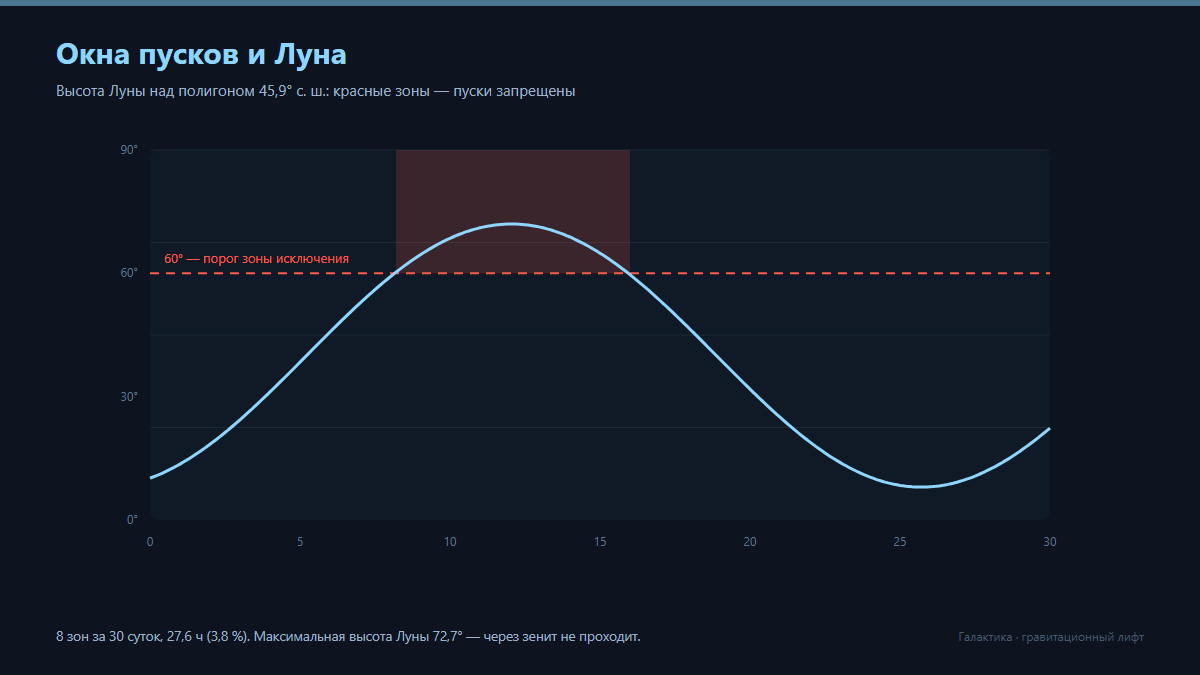 Окна пусков и Луна
Высота Луны над полигоном 45,9° с. ш.: красные зоны — пуски запрещены
90°
60° — порог зоны исключения
60°
30°
0°
0 5 10 15 20 25 30
8 зон за 30 суток, 27,6 ч (3,8 %). Максимальная высота Луны 72,7° — через зенит не проходит.
Галактика · гравитационный лифт